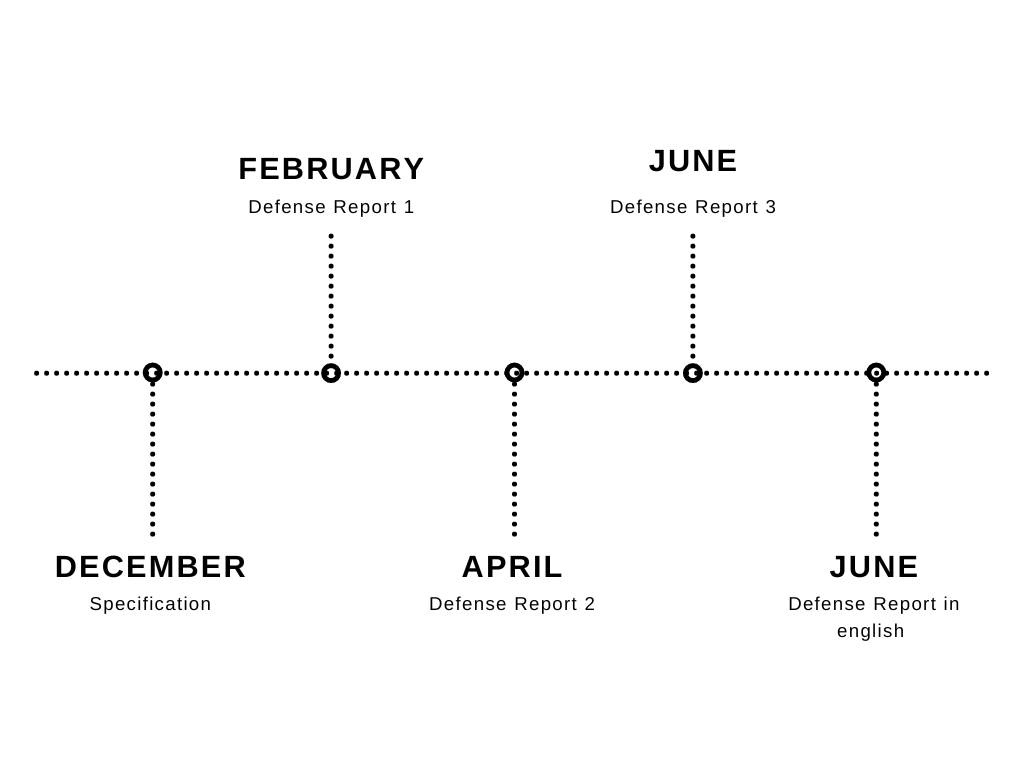 FEBRUARY
Defense Report 1
JUNE
Defense Report 3
DECEMBER
Specification
APRIL
Defense Report 2
JUNE
Defense Report in
english